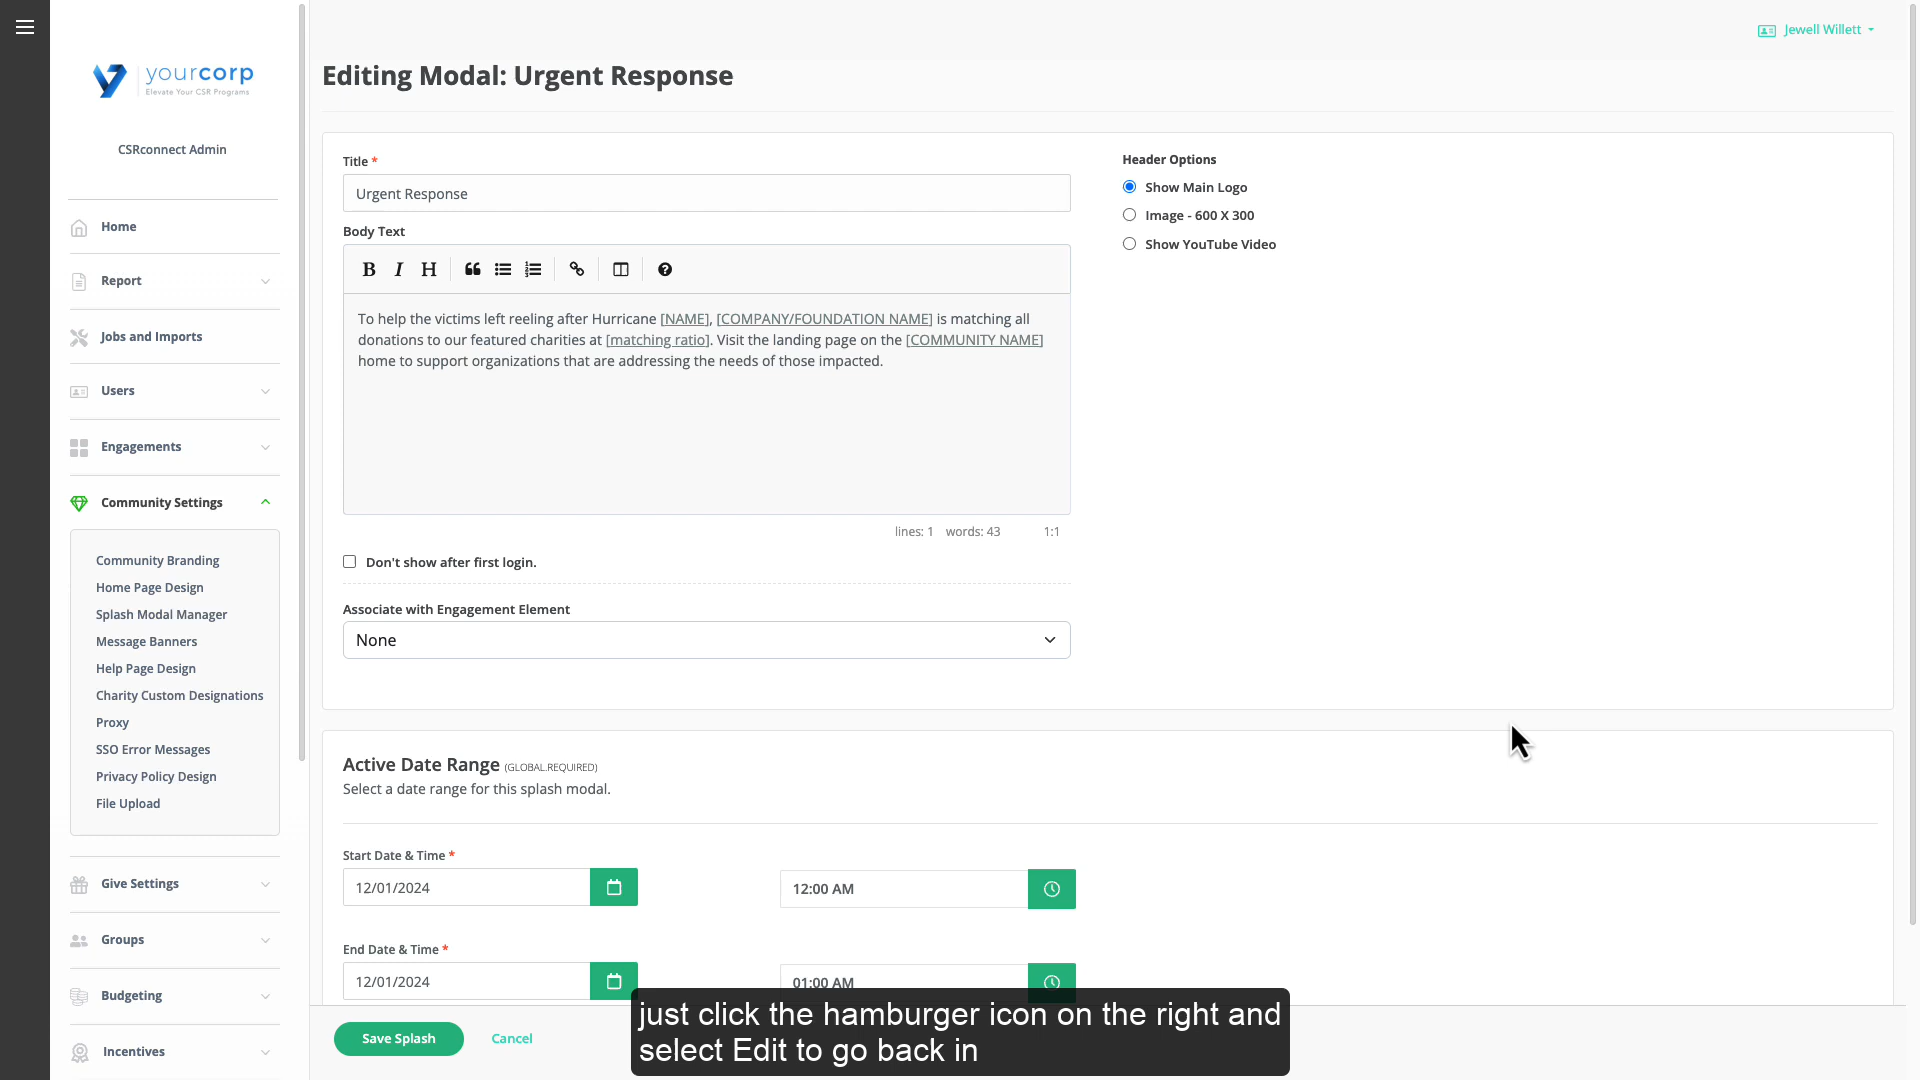 Jewell Willett
yourcorp
Elevate Your CSR Programs
CSRconnect Admin
Home
Report
Jobs and Imports
Users
Engagements
Community Settings
Community Branding
Home Page Design
Splash Modal Manager
Message Banners
Help Page Design
Charity Custom Designations
Proxy
SSO Error Messages
Privacy Policy Design
File Upload
Give Settings
Groups
Budgeting
Incentives
Editing Modal: Urgent Response
Title *
Urgent Response
Body Text
B I H
To help the victims left reeling after Hurricane [NAME], [COMPANY/FOUNDATION NAME] is matching all
donations to our featured charities at [matching ratio]. Visit the landing page on the [COMMUNITY NAME]
home to support organizations that are addressing the needs of those impacted.
lines: 1 words: 43 1:1
Don't show after first login.
Associate with Engagement Element
None
Header Options
Show Main Logo
Image - 600 X 300
Show YouTube Video
Active Date Range (GLOBAL.REQUIRED)
Select a date range for this splash modal.
Start Date & Time *
12/01/2024 12:00 AM
End Date & Time *
12/01/2024 01:00 AM
Save Splash Cancel
just click the hamburger icon on the right and
select Edit to go back in